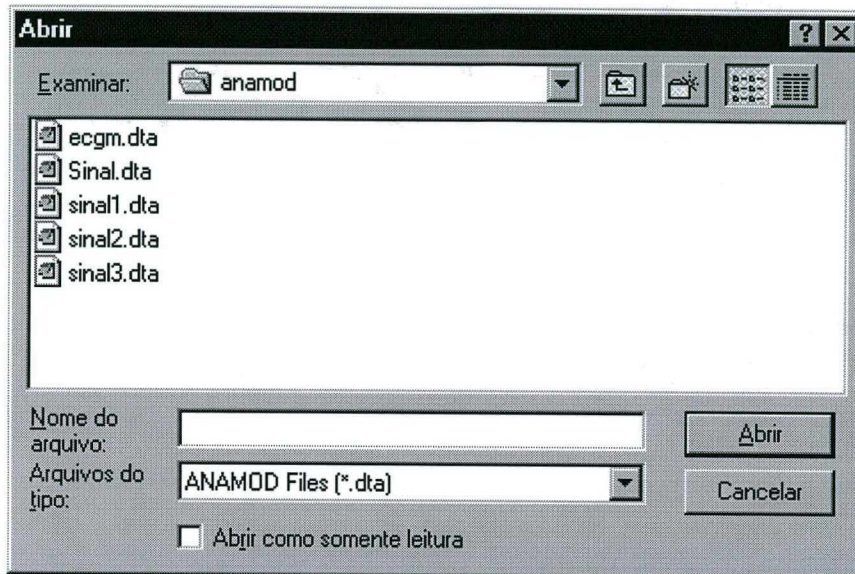 Abrir
Examinar: anamod
ecgm.dta
Sinal.dta
sinal1.dta
sinal2.dta
sinal3.dta
Nome do
arquivo:
Abrir
Arquivos do
tipo:
ANAMOD Files (*.dta)
Cancelar
Abrir como somente leitura